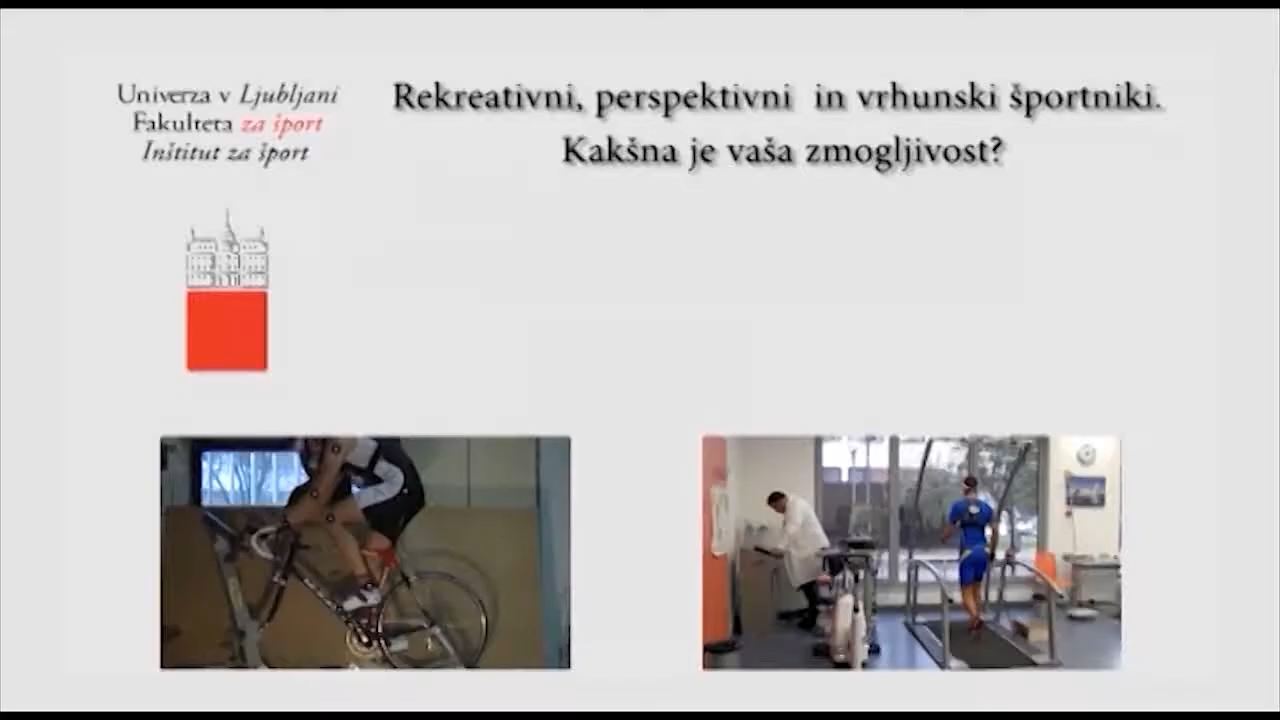 Univerza v Ljubljani
Fakulteta za šport
Inštitut za šport
Rekreativni, perspektivni in vrhunski športniki.
Kakšna je vaša zmogljivost?